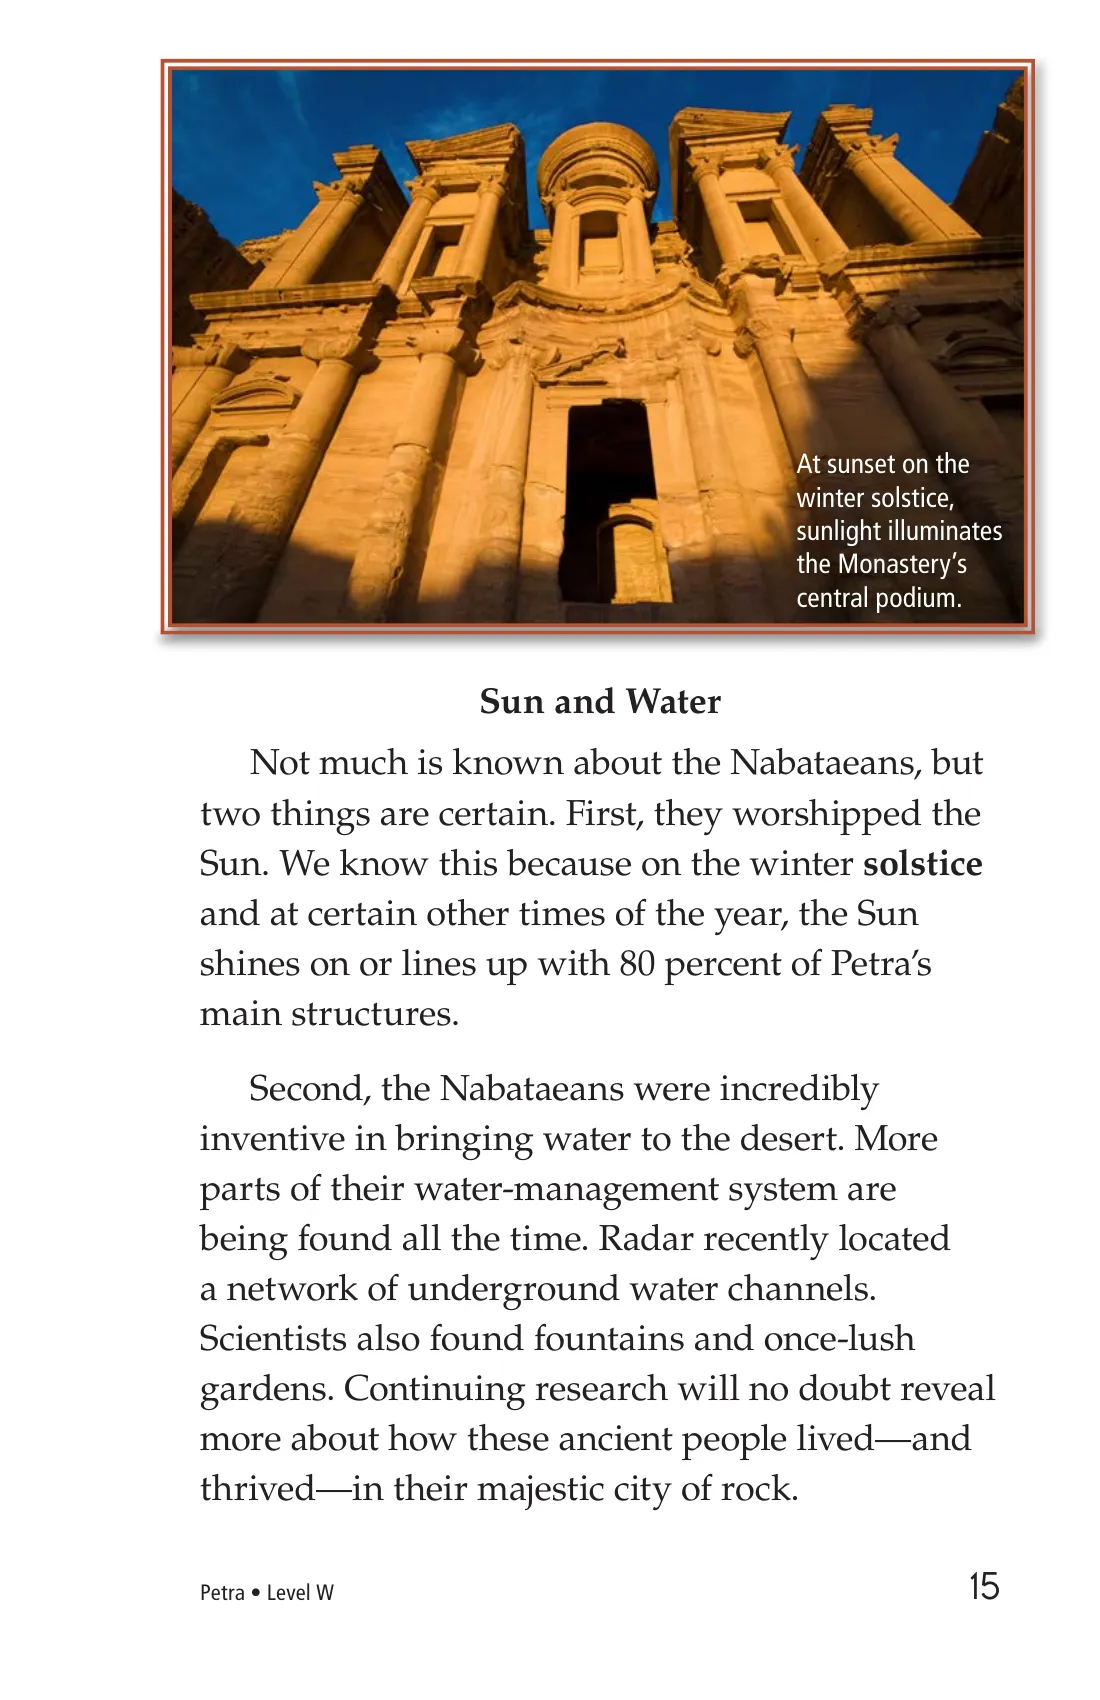 At sunset on the
winter solstice,
sunlight illuminates
the Monastery’s
central podium.
Sun and Water
Not much is known about the Nabataeans, but
two things are certain. First, they worshipped the
Sun. We know this because on the winter solstice
and at certain other times of the year, the Sun
shines on or lines up with 80 percent of Petra’s
main structures.
Second, the Nabataeans were incredibly
inventive in bringing water to the desert. More
parts of their water-management system are
being found all the time. Radar recently located
a network of underground water channels.
Scientists also found fountains and once-lush
gardens. Continuing research will no doubt reveal
more about how these ancient people lived—and
thrived—in their majestic city of rock.
Petra • Level W
15